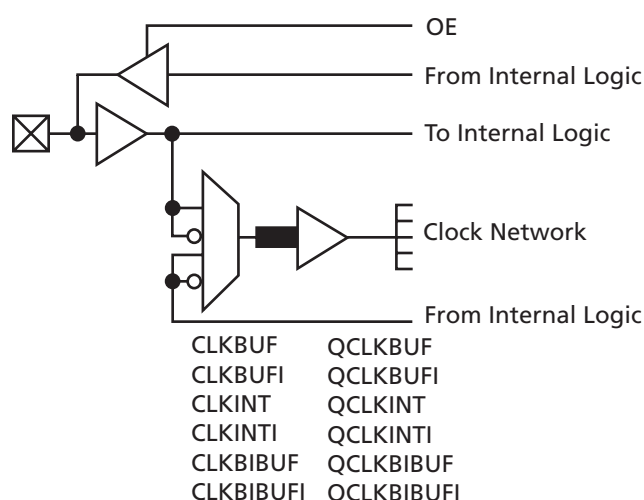 OE
From Internal Logic
To Internal Logic
Clock Network
From Internal Logic
CLKBUF QCLKBUF
CLKBUFI QCLKBUFI
CLKINT QCLKINT
CLKINTI QCLKINTI
CLKBIBUF QCLKBIBUF
CLKBIBUFI QCLKBIBUFI